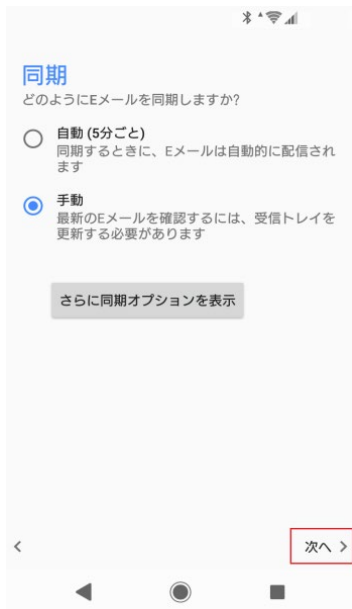 同期
どのようにEメールを同期しますか?
自動 (5分ごと)
同期するときに、Eメールは自動的に配信され
ます
手動
最新のEメールを確認するには、受信トレイを
更新する必要があります
さらに同期オプションを表示
次へ